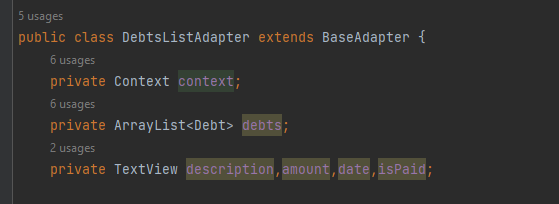 5 usages
public class DebtsListAdapter extends BaseAdapter {
6 usages
private Context context;
6 usages
private ArrayList<Debt> debts;
2 usages
private TextView description,amount,date,isPaid;